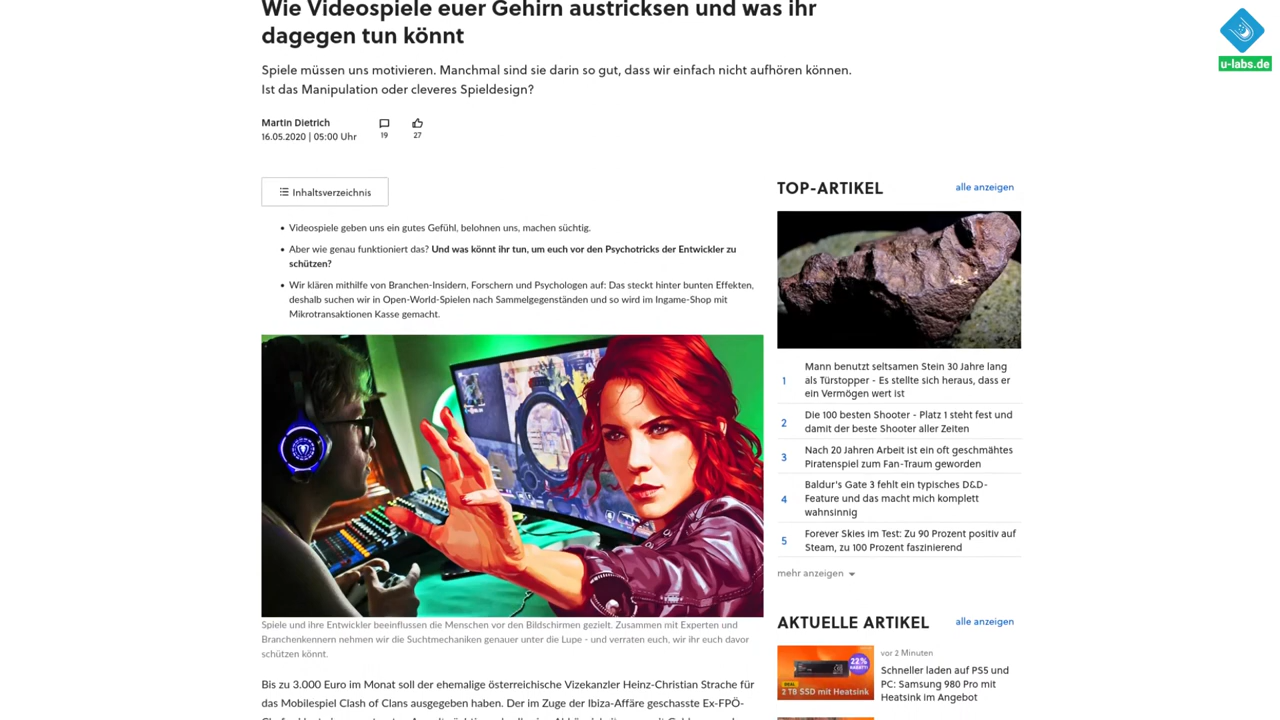 Wie Videospiele euer Gehirn austricksen und was ihr
dagegen tun könnt
u-labs.de
Spiele müssen uns motivieren. Manchmal sind sie darin so gut, dass wir einfach nicht aufhören können.
Ist das Manipulation oder cleveres Spieldesign?
Martin Dietrich
16.05.2020 | 05:00 Uhr
19
27
Inhaltsverzeichnis
• Videospiele geben uns ein gutes Gefühl, belohnen uns, machen süchtig.
• Aber wie genau funktioniert das? Und was könnt ihr tun, um euch vor den Psychotricks der Entwickler zu
schützen?
• Wir klären mithilfe von Branchen-Insidern, Forschern und Psychologen auf: Das steckt hinter bunten Effekten,
deshalb suchen wir in Open-World-Spielen nach Sammelgegenständen und so wird im Ingame-Shop mit
Mikrotransaktionen Kasse gemacht.
Spiele und ihre Entwickler beeinflussen die Menschen vor den Bildschirmen gezielt. Zusammen mit Experten und
Branchenkennern nehmen wir die Suchtmechaniken genauer unter die Lupe - und verraten euch, wir ihr euch davor
schützen könnt.
Bis zu 3.000 Euro im Monat soll der ehemalige österreichische Vizekanzler Heinz-Christian Strache für
das Mobilespiel Clash of Clans ausgegeben haben. Der im Zuge der Ibiza-Affäre geschasste Ex-FPÖ-
TOP-ARTIKEL
alle anzeigen
1
Mann benutzt seltsamen Stein 30 Jahre lang
als Türstopper - Es stellte sich heraus, dass er
ein Vermögen wert ist
2
Die 100 besten Shooter - Platz 1 steht fest und
damit der beste Shooter aller Zeiten
3
Nach 20 Jahren Arbeit ist ein oft geschmähtes
Piratenspiel zum Fan-Traum geworden
4
Baldur's Gate 3 fehlt ein typisches D&D-
Feature und das macht mich komplett
wahnsinnig
5
Forever Skies im Test: Zu 90 Prozent positiv auf
Steam, zu 100 Prozent faszinierend
mehr anzeigen
AKTUELLE ARTIKEL
alle anzeigen
22%
RABATT!
DEAL
2 TB SSD mit Heatsink
vor 2 Minuten
Schneller laden auf PS5 und
PC: Samsung 980 Pro mit
Heatsink im Angebot